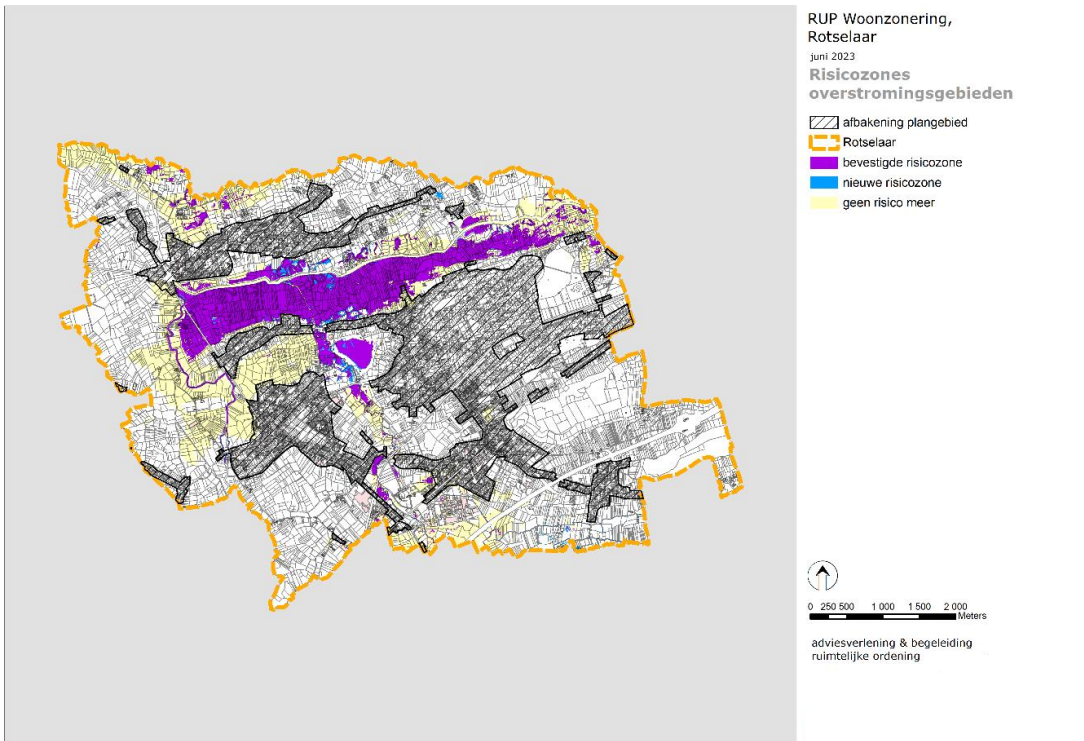 RUP Woonzonering,
Rotselaar
juni 2023
Risicozones
overstromingsgebieden
afbakening plangebied
Rotselaar
bevestigde risicozone
nieuwe risicozone
geen risico meer
0 250 500 1 000 1 500 2 000
Meters
adviesverlening & begeleiding
ruimtelijke ordening